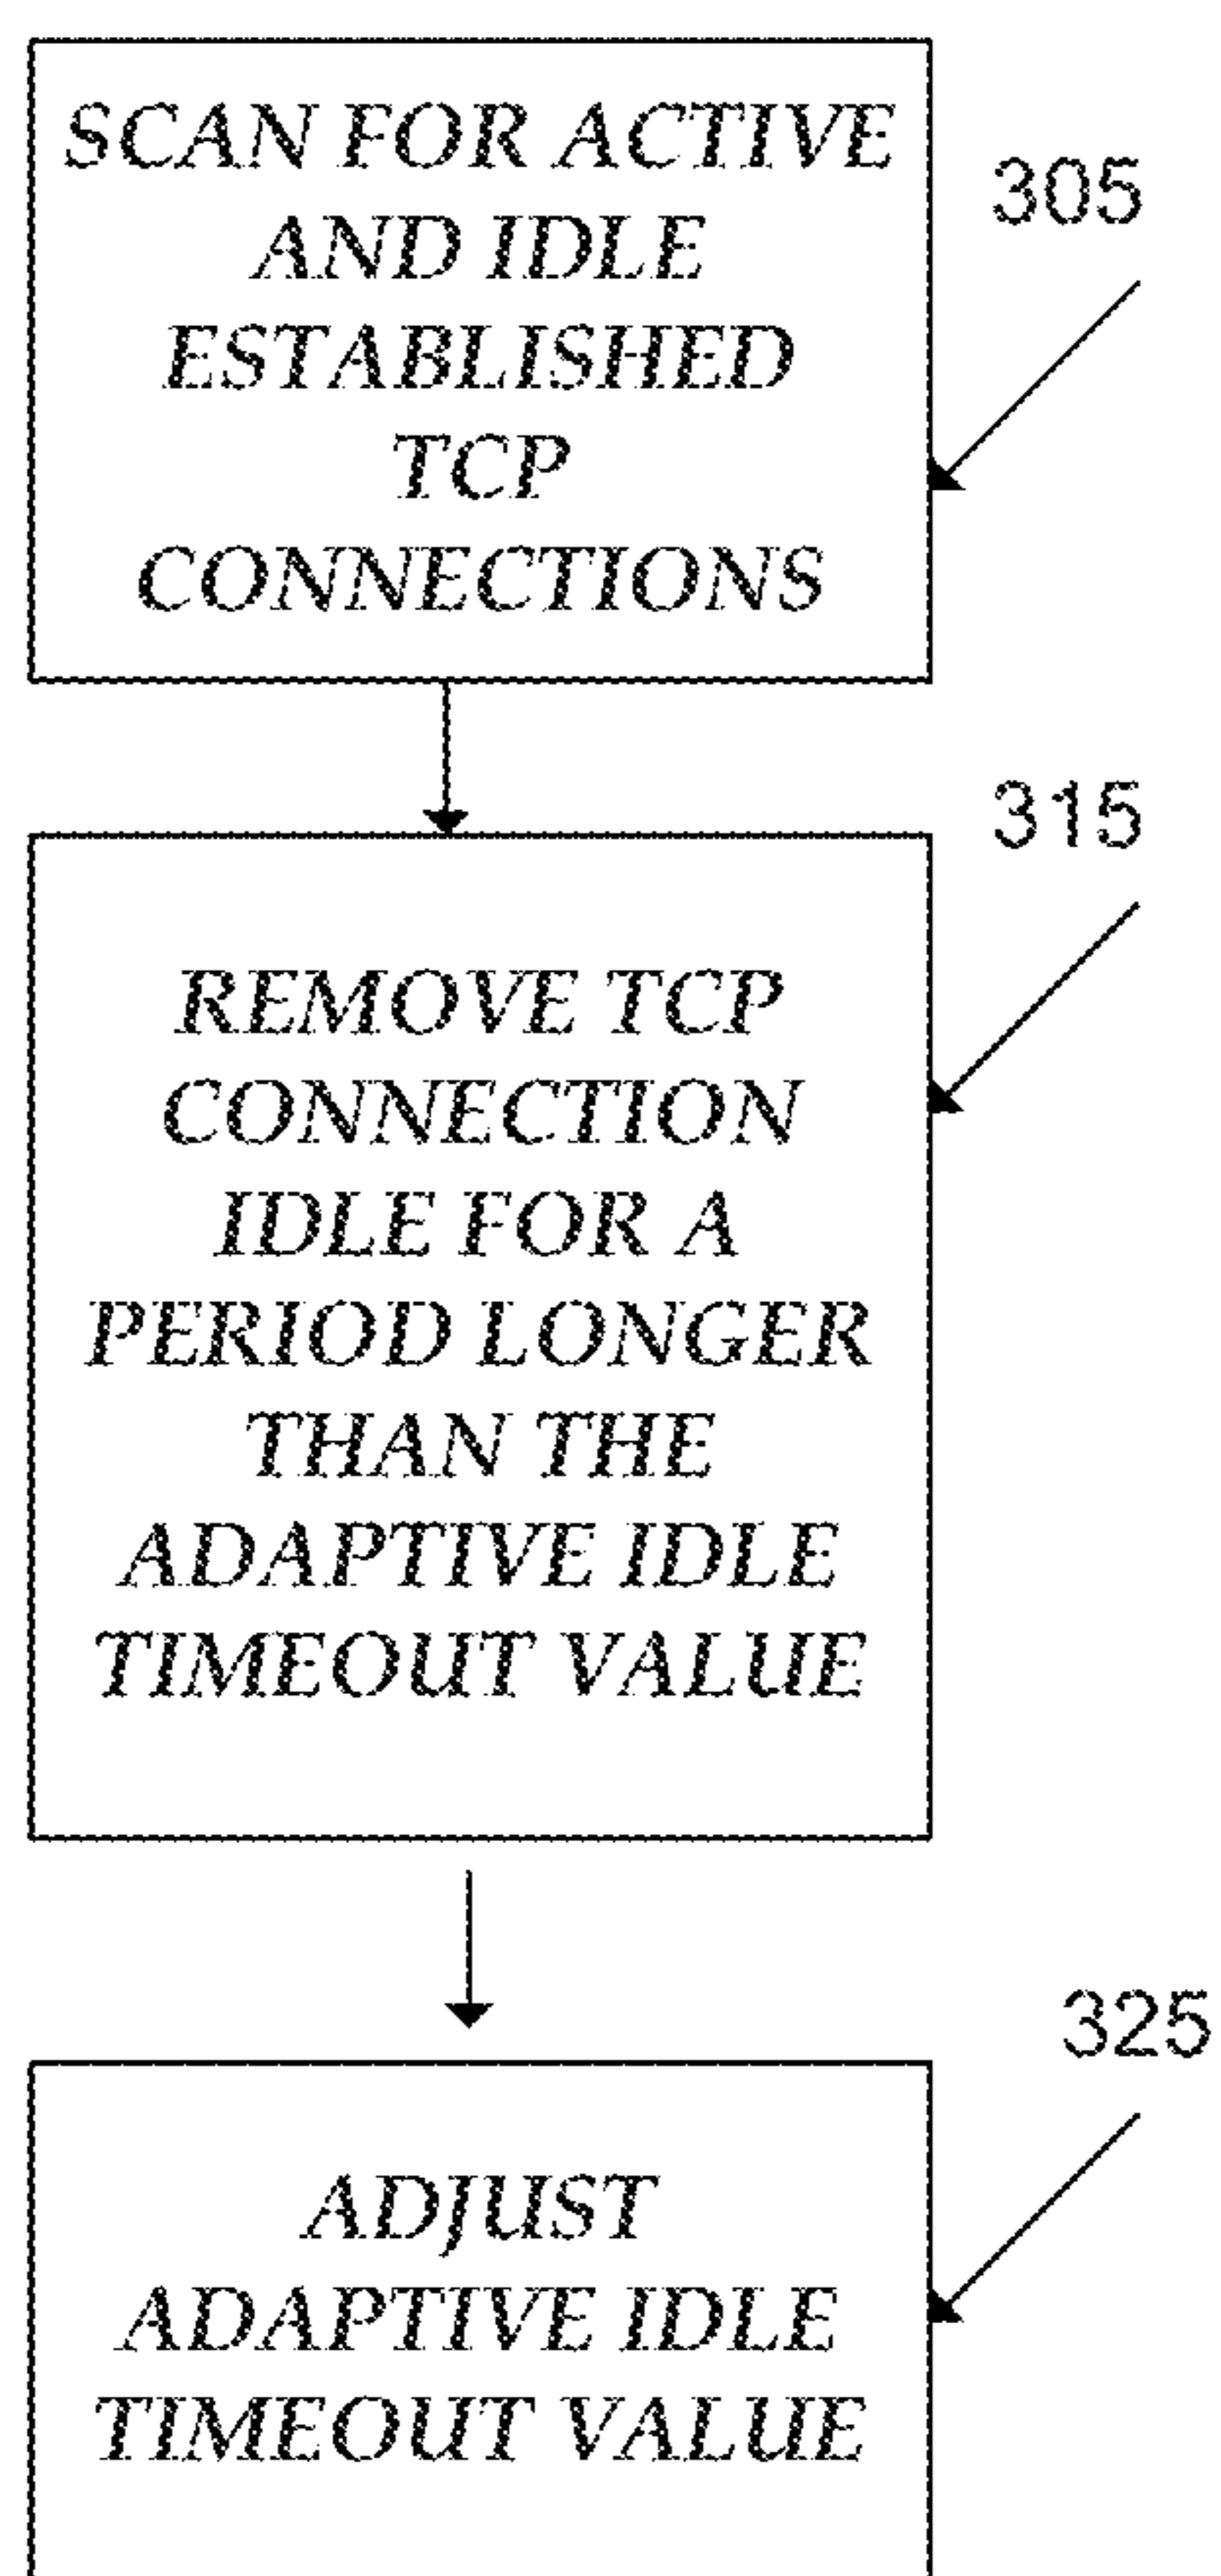 SCAN FOR ACTIVE
AND IDLE
ESTABLISHED
TCP
CONNECTIONS
305
REMOVE TCP
CONNECTION
IDLE FOR A
PERIOD LONGER
THAN THE
ADAPTIVE IDLE
TIMEOUT VALUE
315
ADJUST
ADAPTIVE IDLE
TIMEOUT VALUE
325